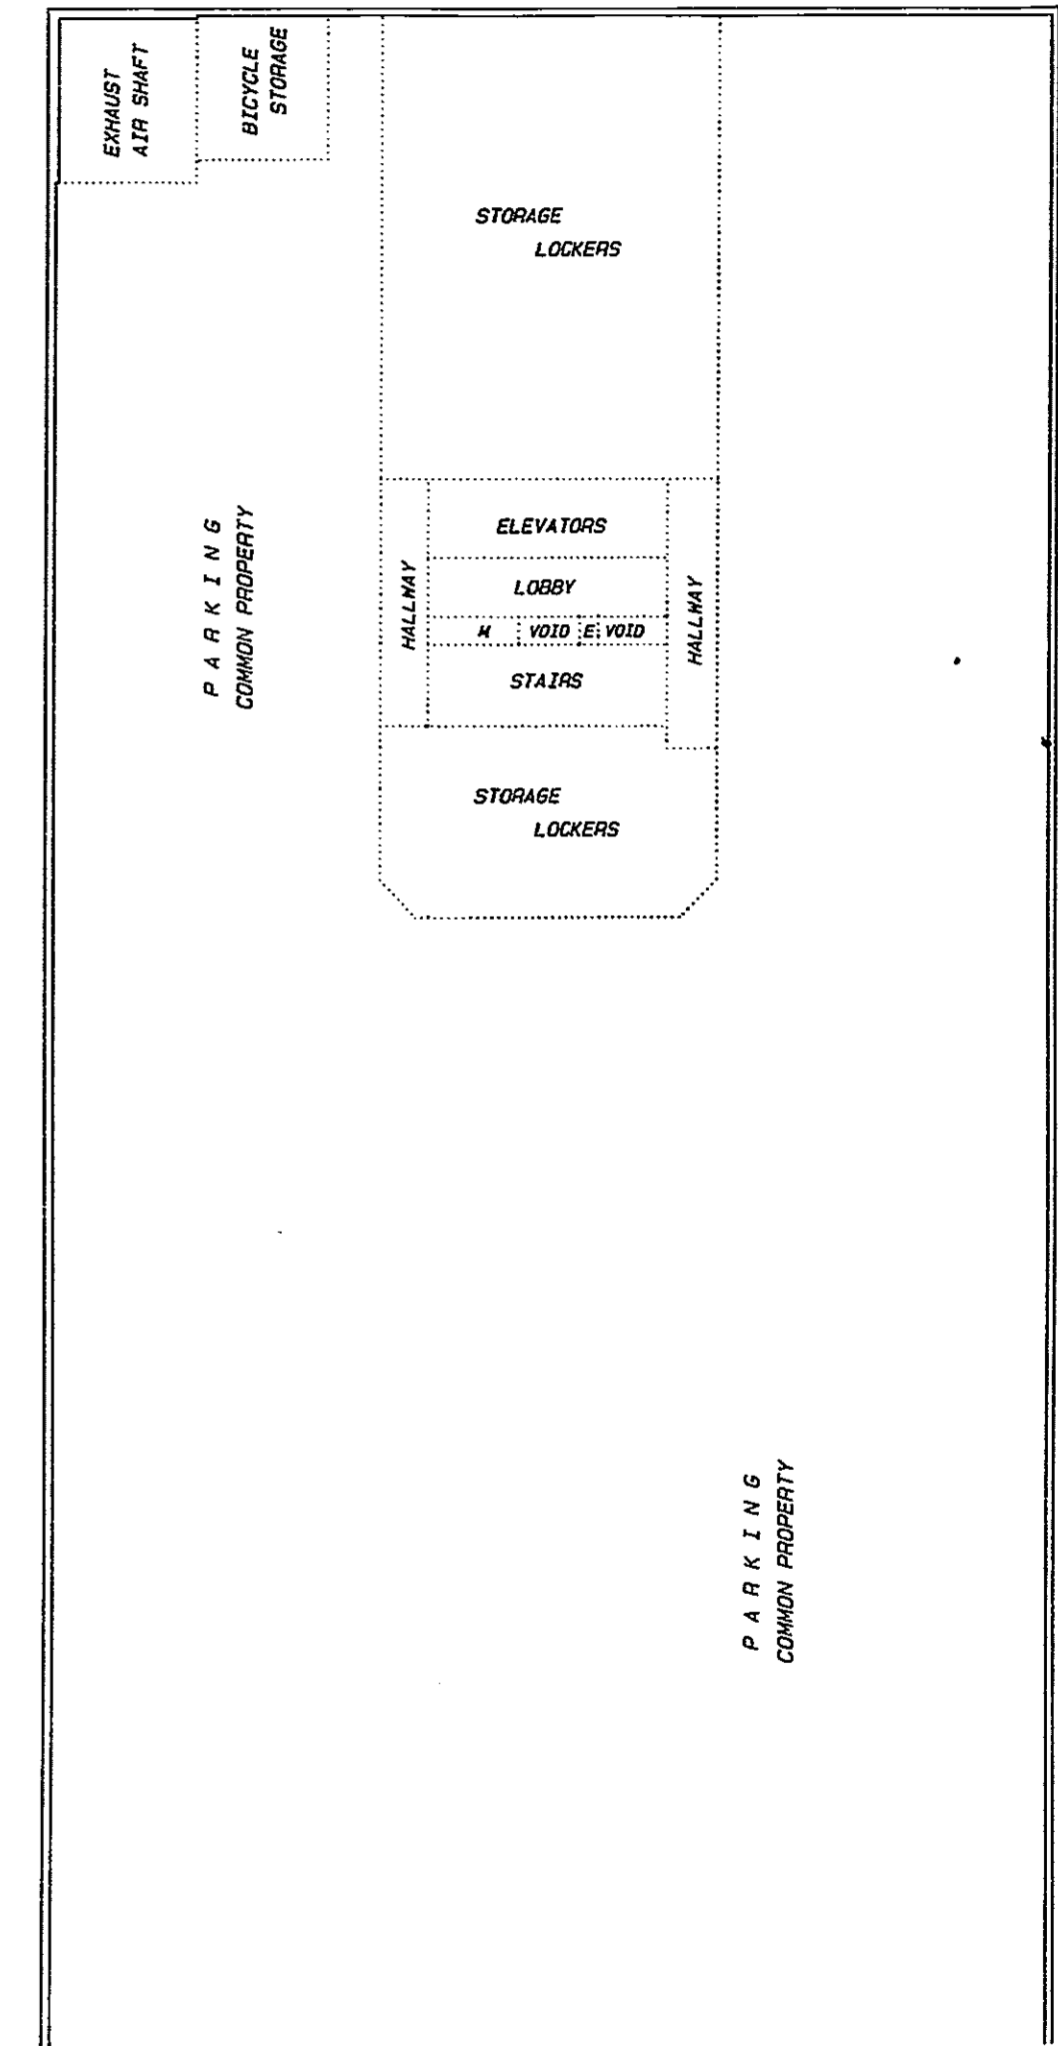 EXHAUST
AIR SHAFT
BICYCLE
STORAGE
STORAGE
LOCKERS
PARKING
COMMON PROPERTY
HALLWAY
ELEVATORS
LOBBY
M VOID E VOID
STAIRS
HALLWAY
STORAGE
LOCKERS
PARKING
COMMON PROPERTY